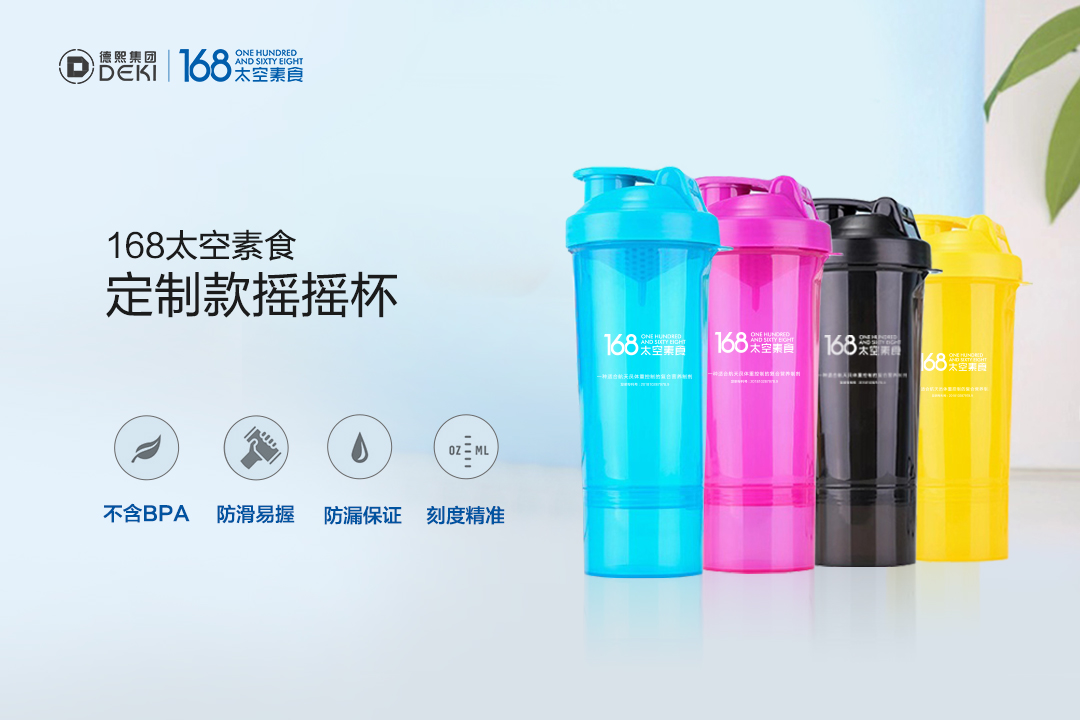 德熙集团
DEKI
168
ONE HUNDRED
AND SIXTY EIGHT
太空素食
168太空素食
定制款摇摇杯
OZ ML
不含BPA
防滑易握
防漏保证
刻度精准
168
ONE HUNDRED
AND SIXTY EIGHT
太空素食
168
ONE HUNDRED
AND SIXTY EIGHT
太空素食
168
ONE HUNDRED
AND SIXTY EIGHT
太空素食
168
ONE HUNDRED
AND SIXTY EIGHT
太空素食